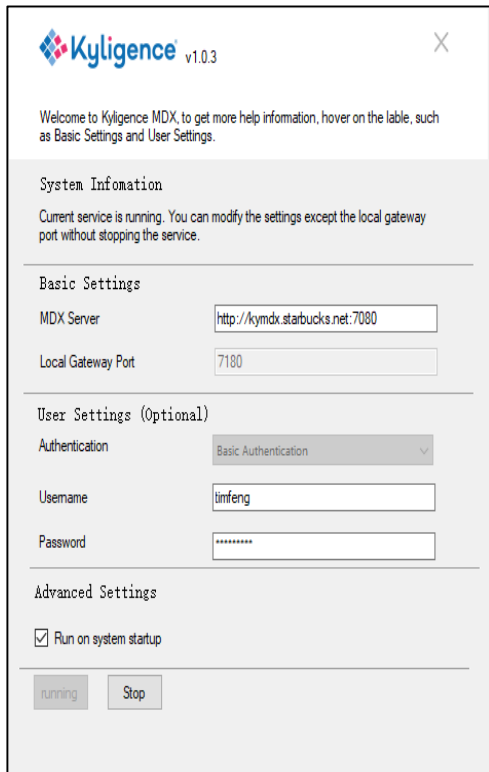 Kyligence v1.0.3
Welcome to Kyligence MDX, to get more help information, hover on the lable, such
as Basic Settings and User Settings.
System Infomation
Current service is running. You can modify the settings except the local gateway
port without stopping the service.
Basic Settings
MDX Server http://kymdx.starbucks.net:7080
Local Gateway Port 7180
User Settings (Optional)
Authentication Basic Authentication
Username timfeng
Password *********
Advanced Settings
Run on system startup
running Stop